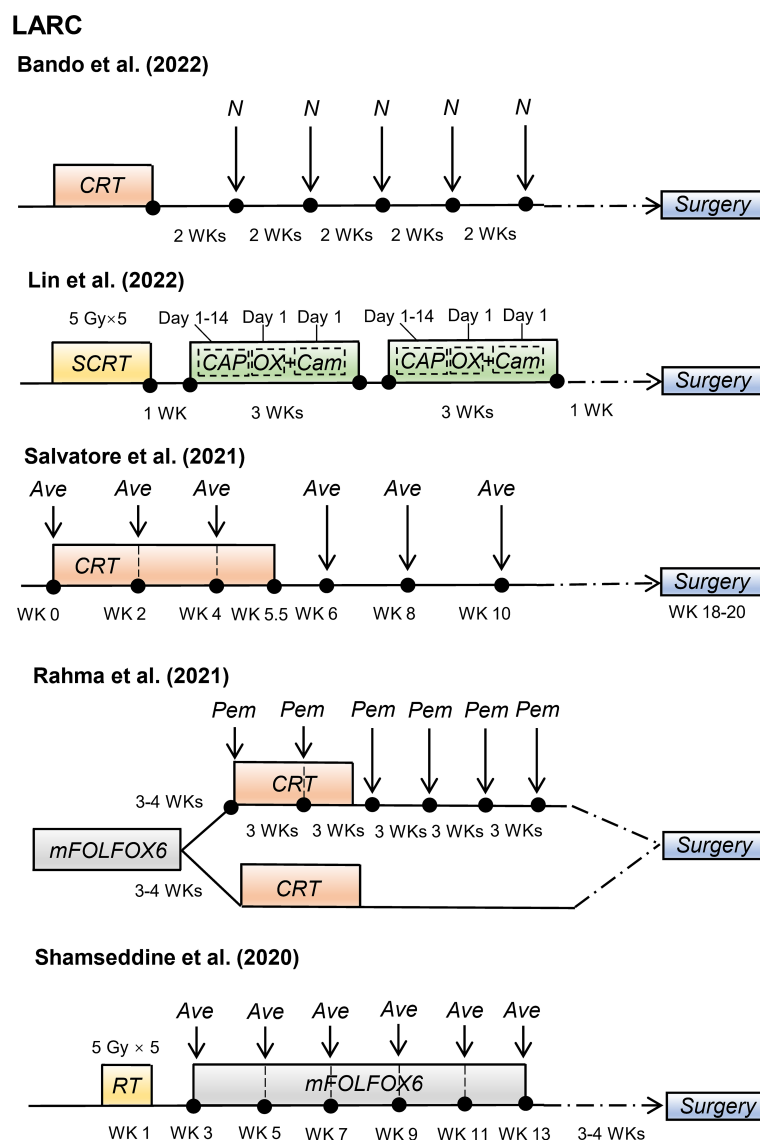 LARC
Bando et al. (2022)
N N N N N
CRT
Surgery
2 WKs 2 WKs 2 WKs 2 WKs 2 WKs
Lin et al. (2022)
5 Gy×5 Day 1-14 Day 1 Day 1 Day 1-14 Day 1 Day 1
SCRT CAP OX+Cam CAP OX+Cam
Surgery
1 WK 3 WKs 3 WKs 1 WK
Salvatore et al. (2021)
Ave Ave Ave Ave Ave Ave
CRT
Surgery
WK 0 WK 2 WK 4 WK 5.5 WK 6 WK 8 WK 10 WK 18-20
Rahma et al. (2021)
Pem Pem Pem Pem Pem Pem
CRT
3-4 WKs
3 WKs 3 WKs 3 WKs 3 WKs 3 WKs
mFOLFOX6 Surgery
3-4 WKs CRT
Shamseddine et al. (2020)
Ave Ave Ave Ave Ave Ave
5 Gy × 5
RT mFOLFOX6
Surgery
WK 1 WK 3 WK 5 WK 7 WK 9 WK 11 WK 13 3-4 WKs